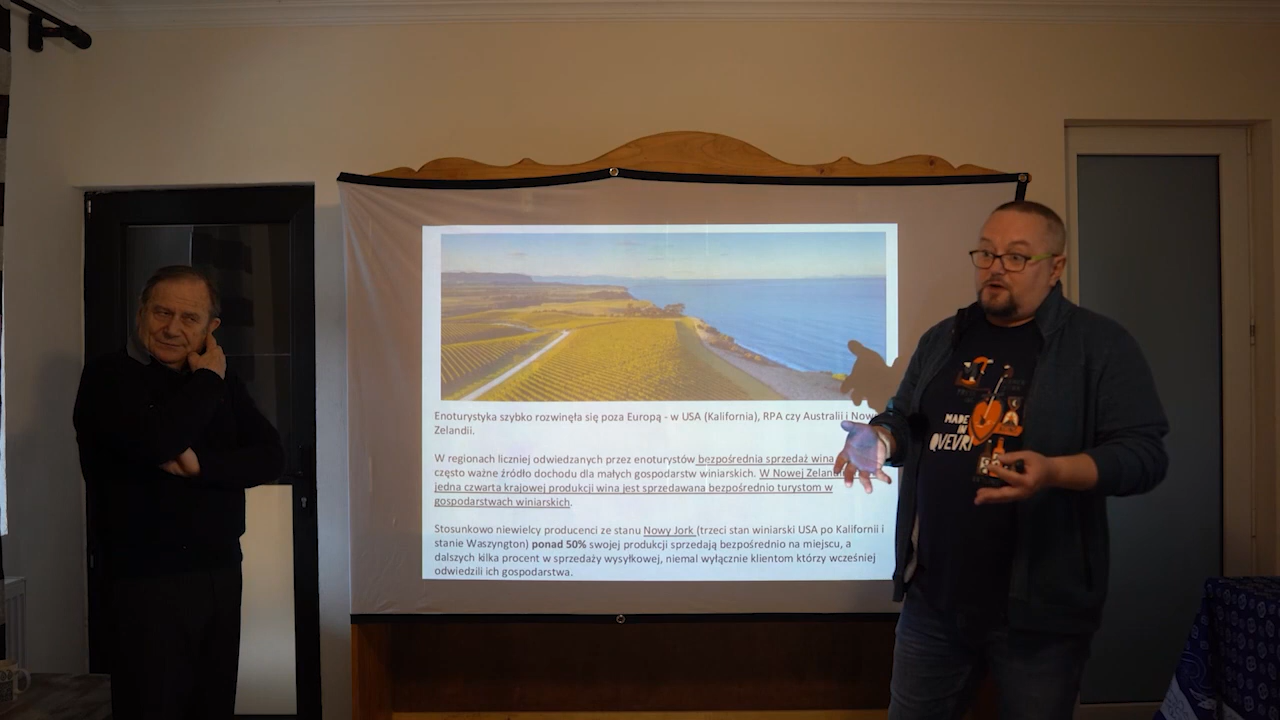 Enoturystyka szybko rozwinęła się poza Europą - w USA (Kalifornia), RPA czy Australii i
Zelandii.
W regionach liczniej odwiedzanych przez enoturystów bezpośrednia sprzedaż wina
często ważne źródło dochodu dla małych gospodarstw winiarskich. W Nowej
jedna czwarta krajowej produkcji wina jest sprzedawana bezpośrednio turystom w
gospodarstwach winiarskich.
Stosunkowo niewielcy producenci ze stanu Nowy Jork (trzeci stan winiarski USA po Kalifornii i
stanie Waszyngton) ponad 50% swojej produkcji sprzedają bezpośrednio na miejscu, a
dalszych kilka procent w sprzedaży wysyłkowej, niemal wyłącznie klientom którzy wcześniej
odwiedzili ich gospodarstwa.
MADE
IN
QVEVRI